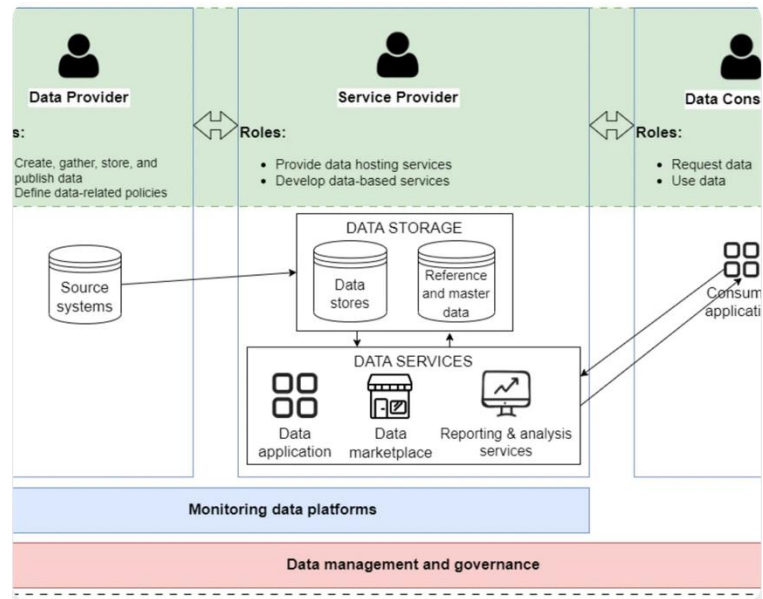 Data Provider
s:
Create, gather, store, and
publish data
Define data-related policies
Service Provider
Roles:
• Provide data hosting services
• Develop data-based services
Data Cons
Roles:
• Request data
• Use data
Source
systems
DATA STORAGE
Data
stores
Reference
and master
data
DATA SERVICES
Data
application
Data
marketplace
Reporting & analysis
services
Consum
applicati
Monitoring data platforms
Data management and governance